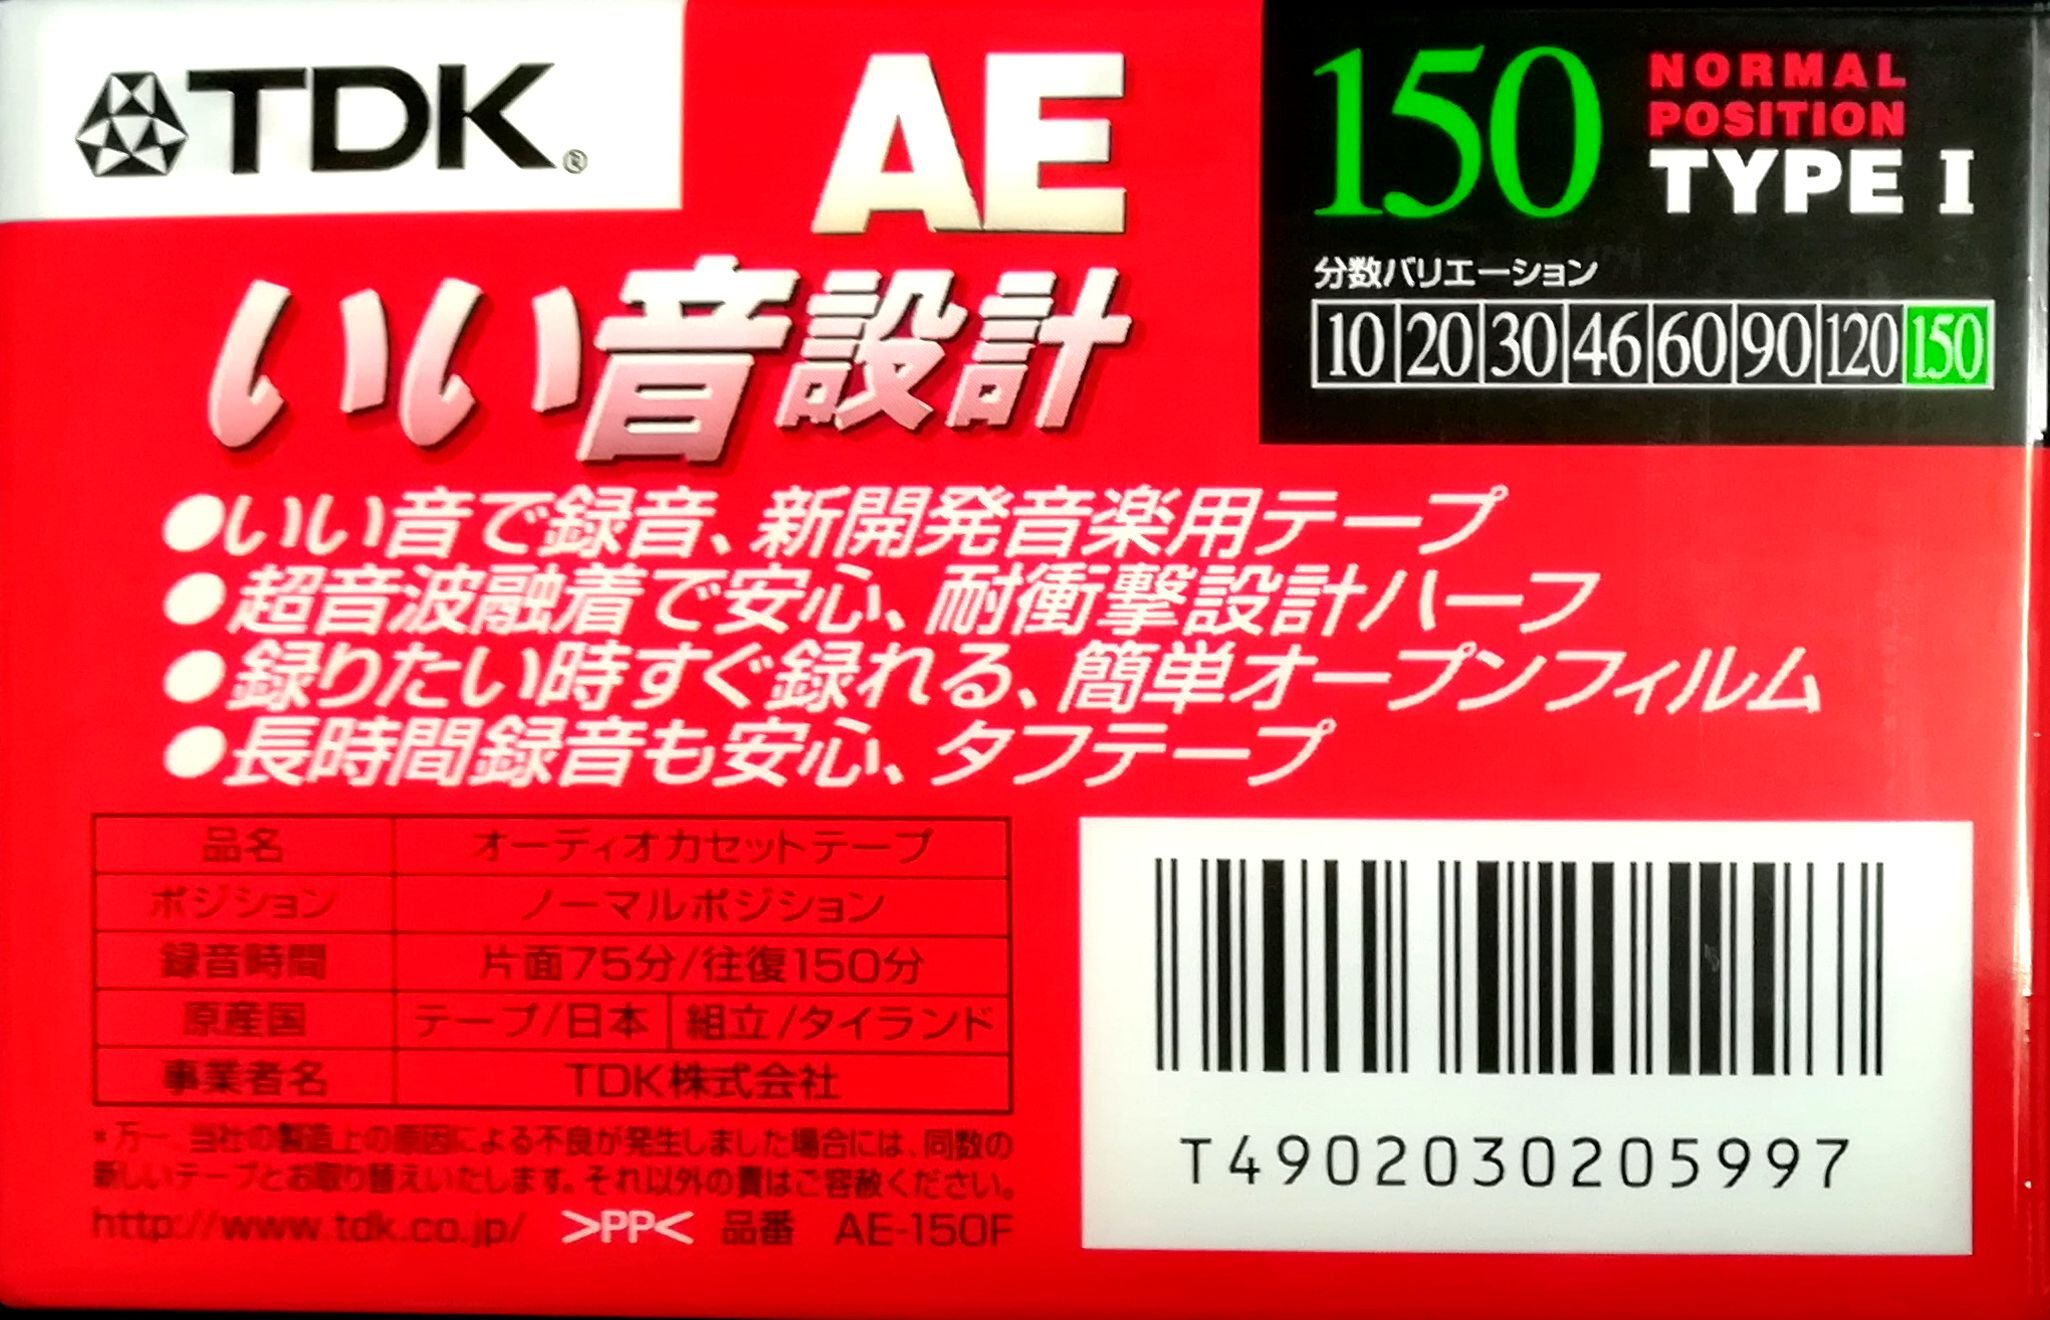 TDK®
AE
いい音設計
150
NORMAL
POSITION
TYPE I
分数バリエーション
10 20 30 46 60 90 120 150
●いい音で録音、新開発音楽用テープ
●超音波融着で安心、耐衝撃設計ハーフ
●録りたい時すぐ録れる、簡単オープンフィルム
●長時間録音も安心、タフテープ
品名 オーディオカセットテープ
ポジション ノーマルポジション
録音時間 片面75分/往復150分
原産国 テープ/日本 組立/タイランド
事業者名 TDK株式会社
*万一、当社の製造上の原因による不良が発生しました場合には、同数の
新しいテープとお取り替えいたします。それ以外の責はご容赦ください。
http://www.tdk.co.jp/ >PP< 品番 AE-150F
T4902030205997